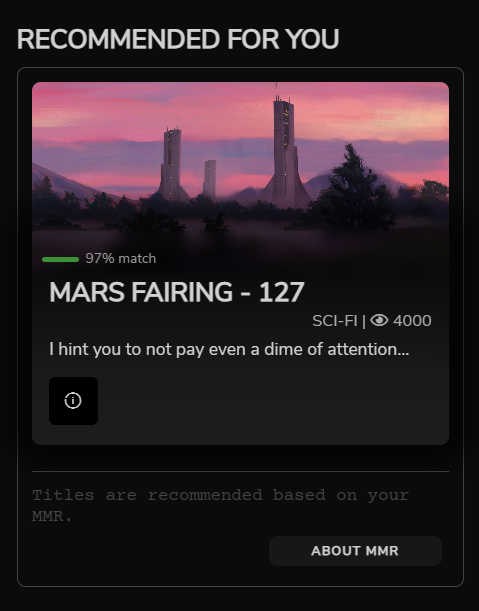 RECOMMENDED FOR YOU
97% match
MARS FAIRING - 127
SCI-FI | 4000
I hint you to not pay even a dime of attention...
Titles are recommended based on your
MMR.
ABOUT MMR